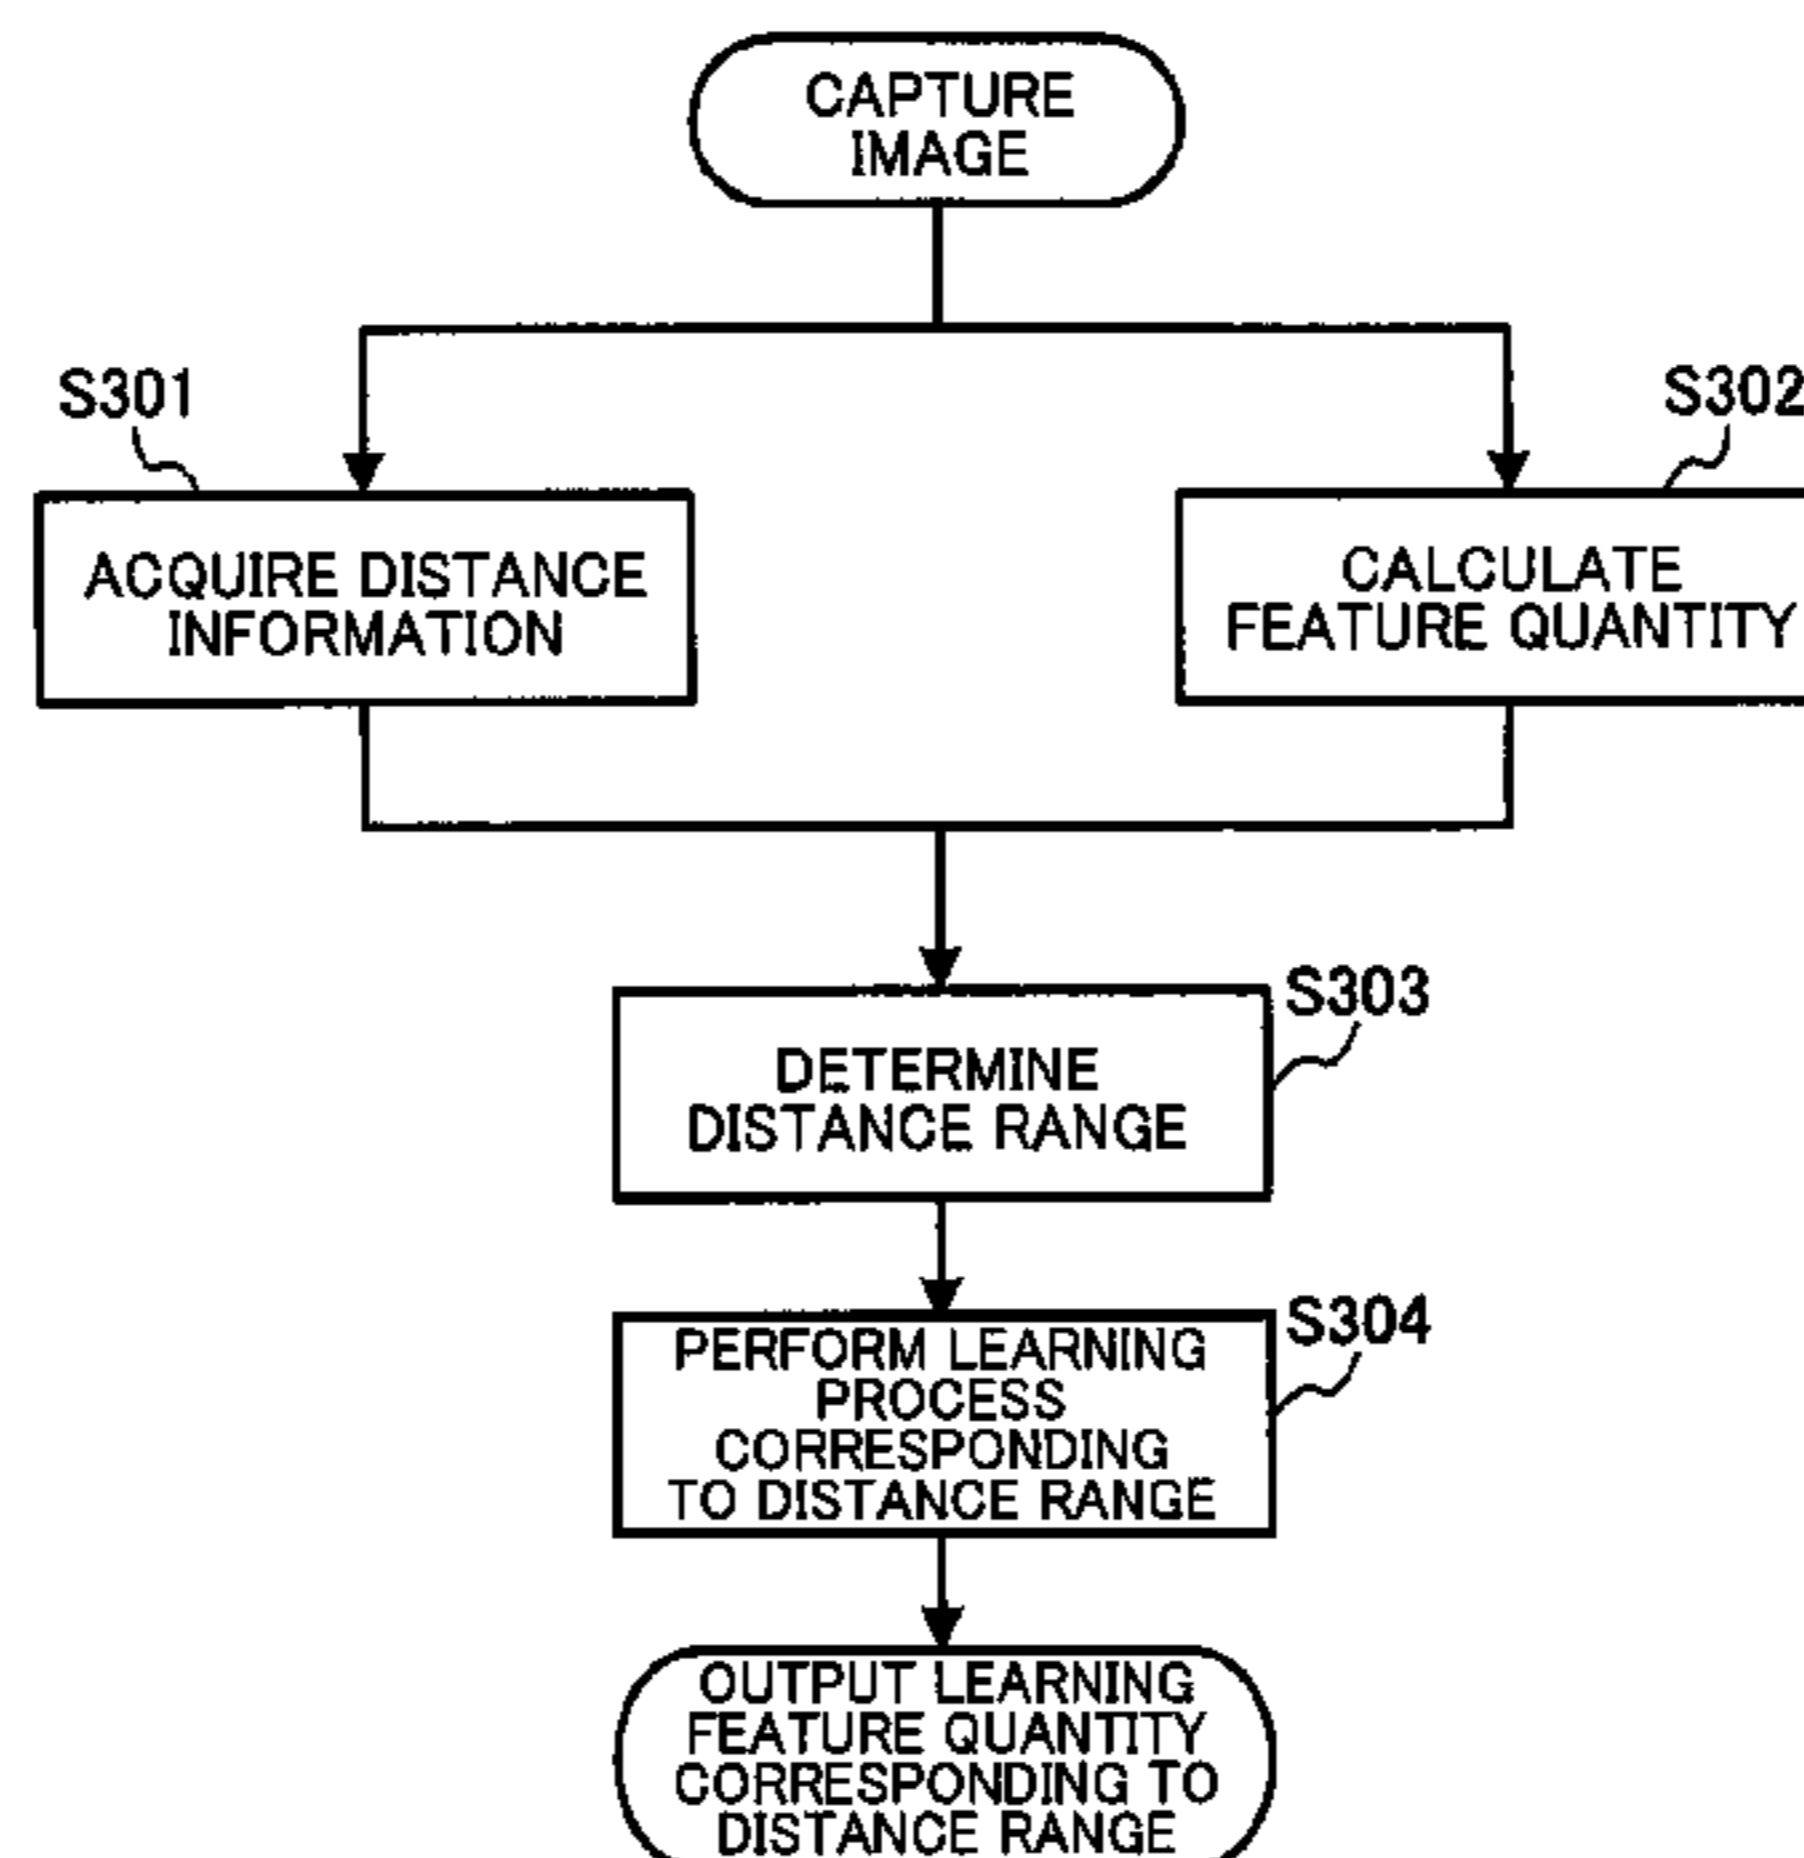 CAPTURE
IMAGE
S301
S302
ACQUIRE DISTANCE
INFORMATION
CALCULATE
FEATURE QUANTITY
S303
DETERMINE
DISTANCE RANGE
S304
PERFORM LEARNING
PROCESS
CORRESPONDING
TO DISTANCE RANGE
OUTPUT LEARNING
FEATURE QUANTITY
CORRESPONDING TO
DISTANCE RANGE